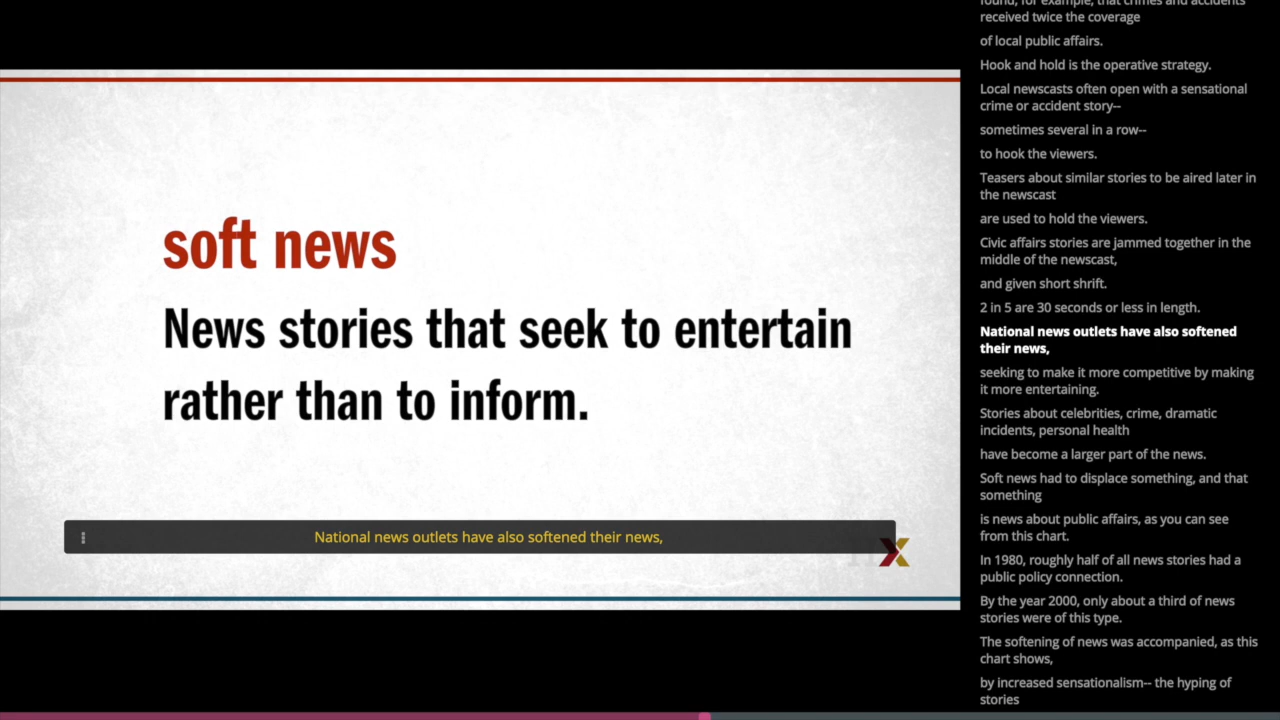 soft news
News stories that seek to entertain
rather than to inform.
National news outlets have also softened their news,
X
found, for example, that crimes and accidents
received twice the coverage
of local public affairs.
Hook and hold is the operative strategy.
Local newscasts often open with a sensational
crime or accident story--
sometimes several in a row--
to hook the viewers.
Teasers about similar stories to be aired later in
the newscast
are used to hold the viewers.
Civic affairs stories are jammed together in the
middle of the newscast,
and given short shrift.
2 in 5 are 30 seconds or less in length.
National news outlets have also softened
their news,
seeking to make it more competitive by making
it more entertaining.
Stories about celebrities, crime, dramatic
incidents, personal health
have become a larger part of the news.
Soft news had to displace something, and that
something
is news about public affairs, as you can see
from this chart.
In 1980, roughly half of all news stories had a
public policy connection.
By the year 2000, only about a third of news
stories were of this type.
The softening of news was accompanied, as this
chart shows,
by increased sensationalism-- the hyping of
stories